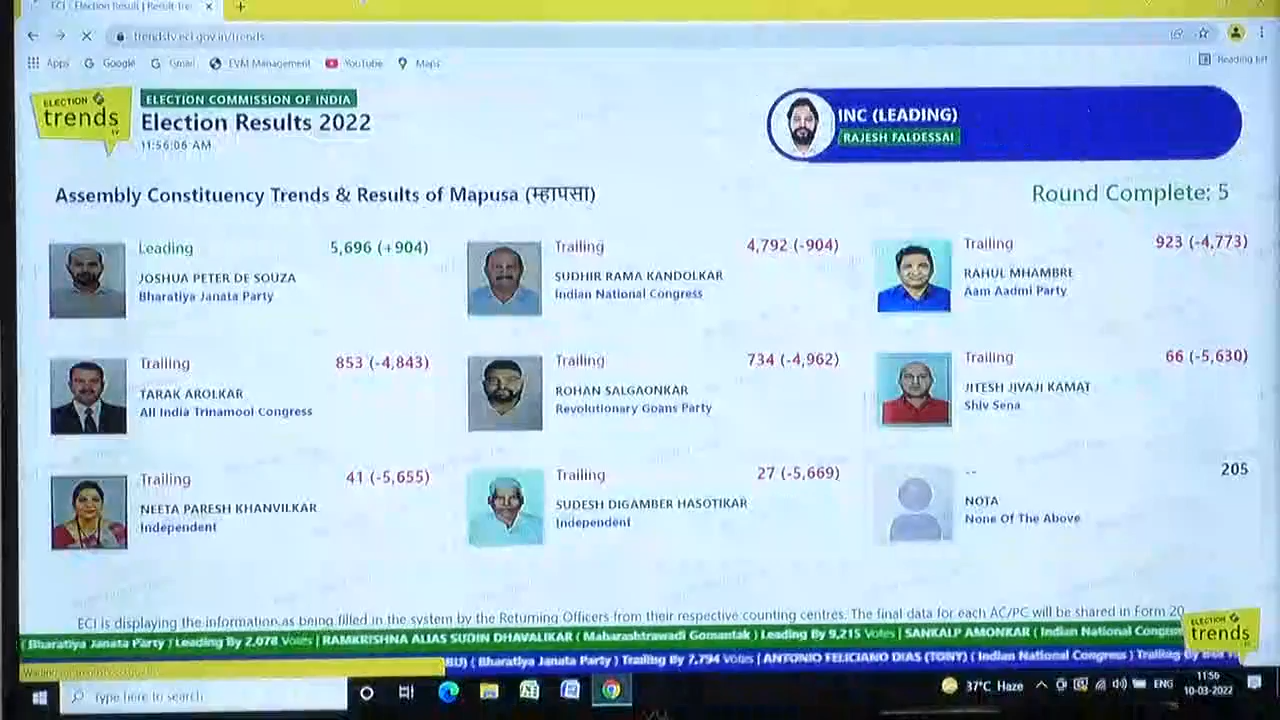 ECI - Election Result | Result Tre
trendstv.eci.gov.in/trends
Apps Google Gmail EVM Management YouTube Maps Reading list
ELECTION
trends
TV
ELECTION COMMISSION OF INDIA
Election Results 2022
11:56:06 AM
INC (LEADING)
RAJESH FALDESSAI
Assembly Constituency Trends & Results of Mapusa (म्हापसा)
Round Complete: 5
Leading 5,696 (+904)
JOSHUA PETER DE SOUZA
Bharatiya Janata Party
Trailing 4,792 (-904)
SUDHIR RAMA KANDOLKAR
Indian National Congress
Trailing 923 (-4,773)
RAHUL MHAMBRE
Aam Aadmi Party
Trailing 853 (-4,843)
TARAK AROLKAR
All India Trinamool Congress
Trailing 734 (-4,962)
ROHAN SALGAONKAR
Revolutionary Goans Party
Trailing 66 (-5,630)
JITESH JIVAJI KAMAT
Shiv Sena
Trailing 41 (-5,655)
NEETA PARESH KHANVILKAR
Independent
Trailing 27 (-5,669)
SUDESH DIGAMBER HASOTIKAR
Independent
-- 205
NOTA
None Of The Above
ECI is displaying the information as being filled in the system by the Returning Officers from their respective counting centres. The final data for each AC/PC will be shared in Form 20
( Bharatiya Janata Party ) Leading By 2,078 Votes | RAMKRISHNA ALIAS SUDIN DHAVALIKAR ( Maharashtrawadi Gomantak ) Leading By 9,215 Votes | SANKALP AMONKAR ( Indian National Congress
BU) ( Bharatiya Janata Party ) Trailing By 7,794 Votes | ANTONIO FELICIANO DIAS (TONY) ( Indian National Congress ) Trailing By
ELECTION
trends
Type here to search
37°C Haze
ENG
11:56
10-03-2022